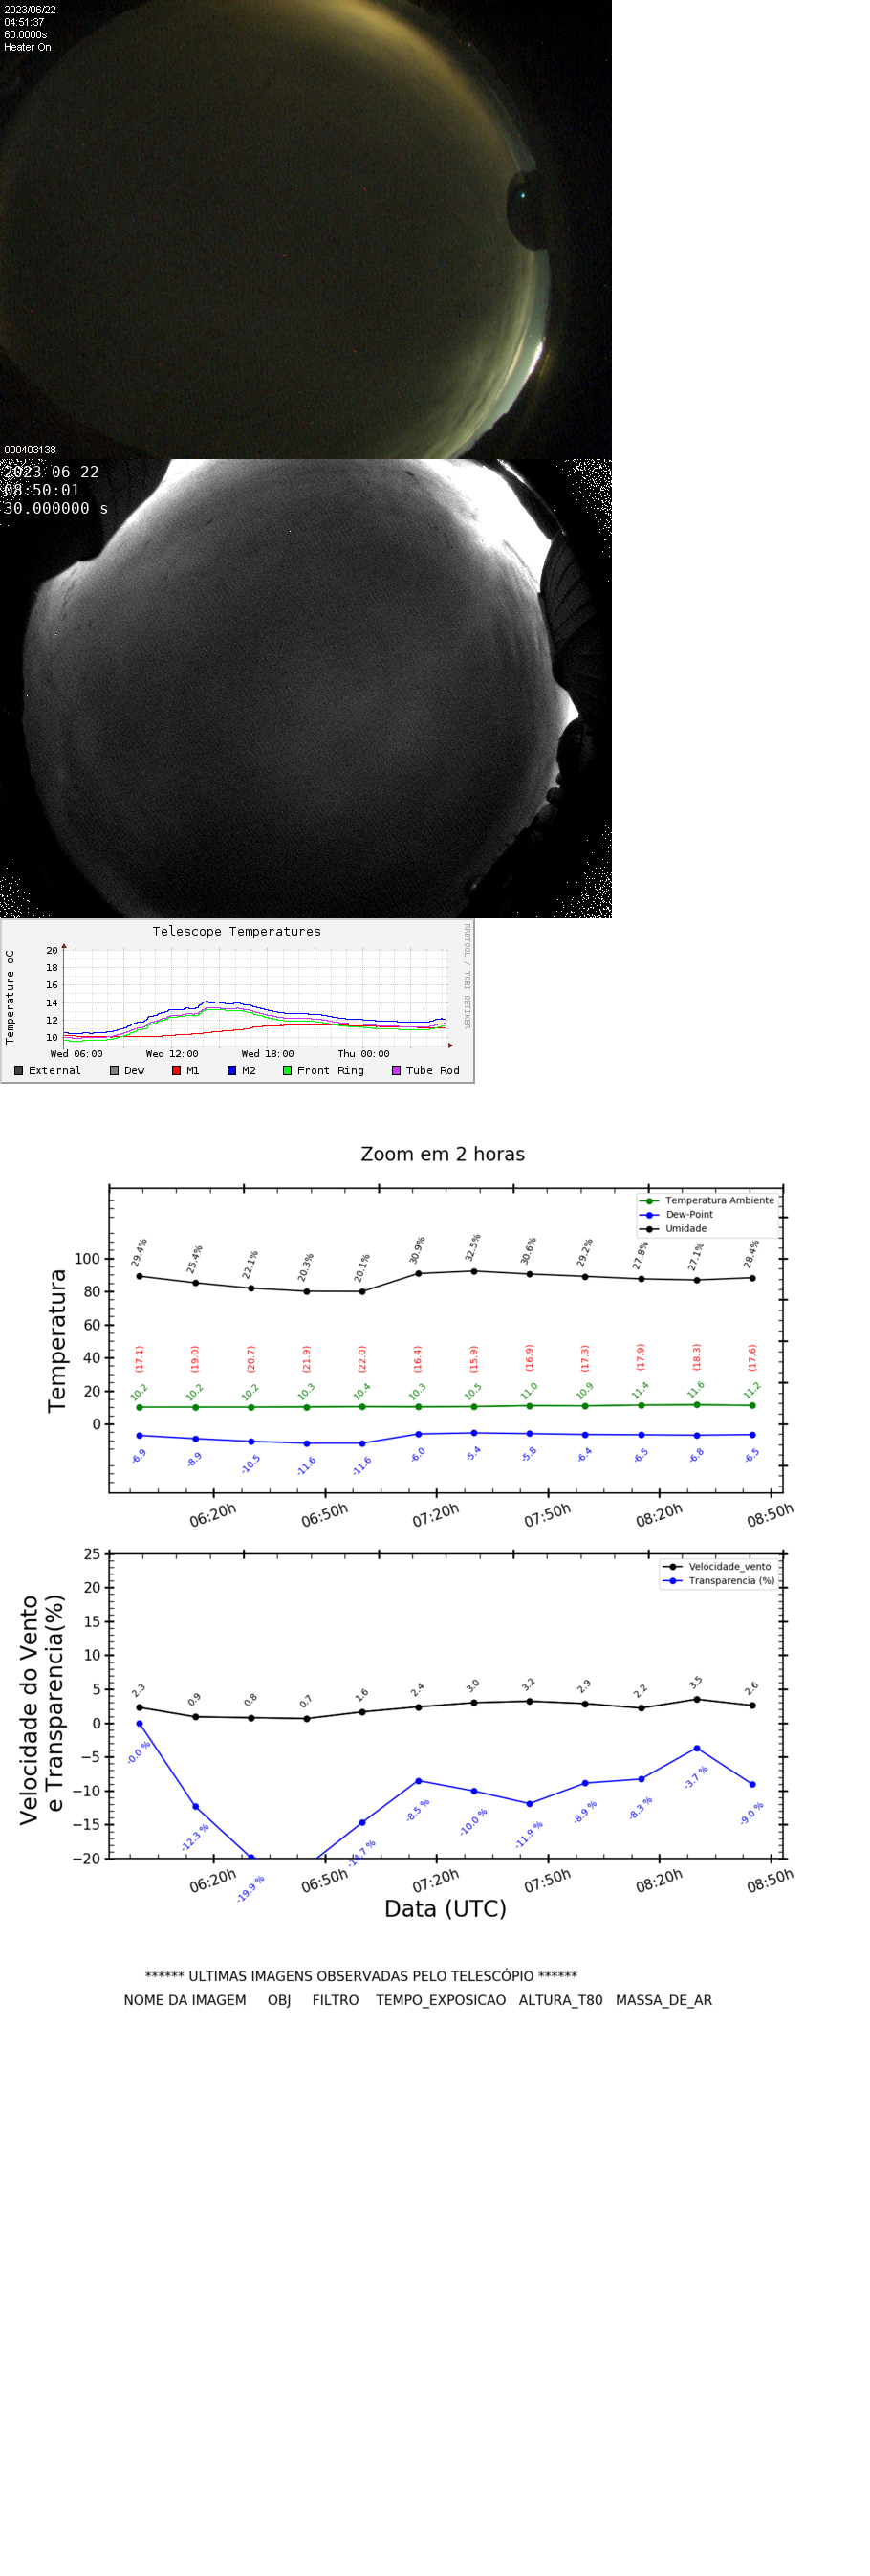 2023/06/22
04:51:37
60.0000s
Heater On
000403138
2023-06-22
08:50:01
30.000000 s
Telescope Temperatures
RRDTOOL / TOBI OETIKER
Temperature oC
20
18
16
14
12
10
Wed 06:00 Wed 12:00 Wed 18:00 Thu 00:00
External Dew M1 M2 Front Ring Tube Rod
Zoom em 2 horas
Temperatura Ambiente
Dew-Point
Umidade
Temperatura
100
80
60
40
20
0
29.4% 25.4% 22.1% 20.3% 20.1% 30.9% 32.5% 30.6% 29.2% 27.8% 27.1% 28.4%
(17.1) (19.0) (20.7) (21.9) (22.0) (16.4) (15.9) (16.9) (17.3) (17.9) (18.3) (17.6)
10.2 10.2 10.2 10.3 10.4 10.3 10.5 11.0 10.9 11.4 11.6 11.2
-6.9 -8.9 -10.5 -11.6 -11.6 -6.0 -5.4 -5.8 -6.4 -6.5 -6.8 -6.5
06:20h 06:50h 07:20h 07:50h 08:20h 08:50h
Velocidade do Vento
e Transparencia(%)
25
20
15
10
5
0
−5
−10
−15
−20
Velocidade_vento
Transparencia (%)
2.3 0.9 0.8 0.7 1.6 2.4 3.0 3.2 2.9 2.2 3.5 2.6
-0.0 % -12.3 % -19.9 % -14.7 % -8.5 % -10.0 % -11.9 % -8.9 % -8.3 % -3.7 % -9.0 %
06:20h 06:50h 07:20h 07:50h 08:20h 08:50h
Data (UTC)
****** ULTIMAS IMAGENS OBSERVADAS PELO TELESCÓPIO ******
NOME DA IMAGEM OBJ FILTRO TEMPO_EXPOSICAO ALTURA_T80 MASSA_DE_AR